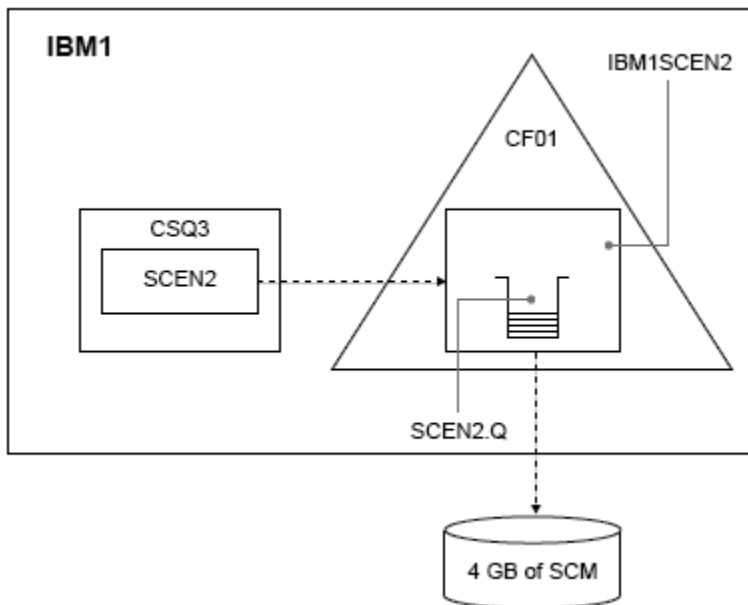 IBM1
IBM1SCEN2
CF01
CSQ3
SCEN2
SCEN2.Q
4 GB of SCM